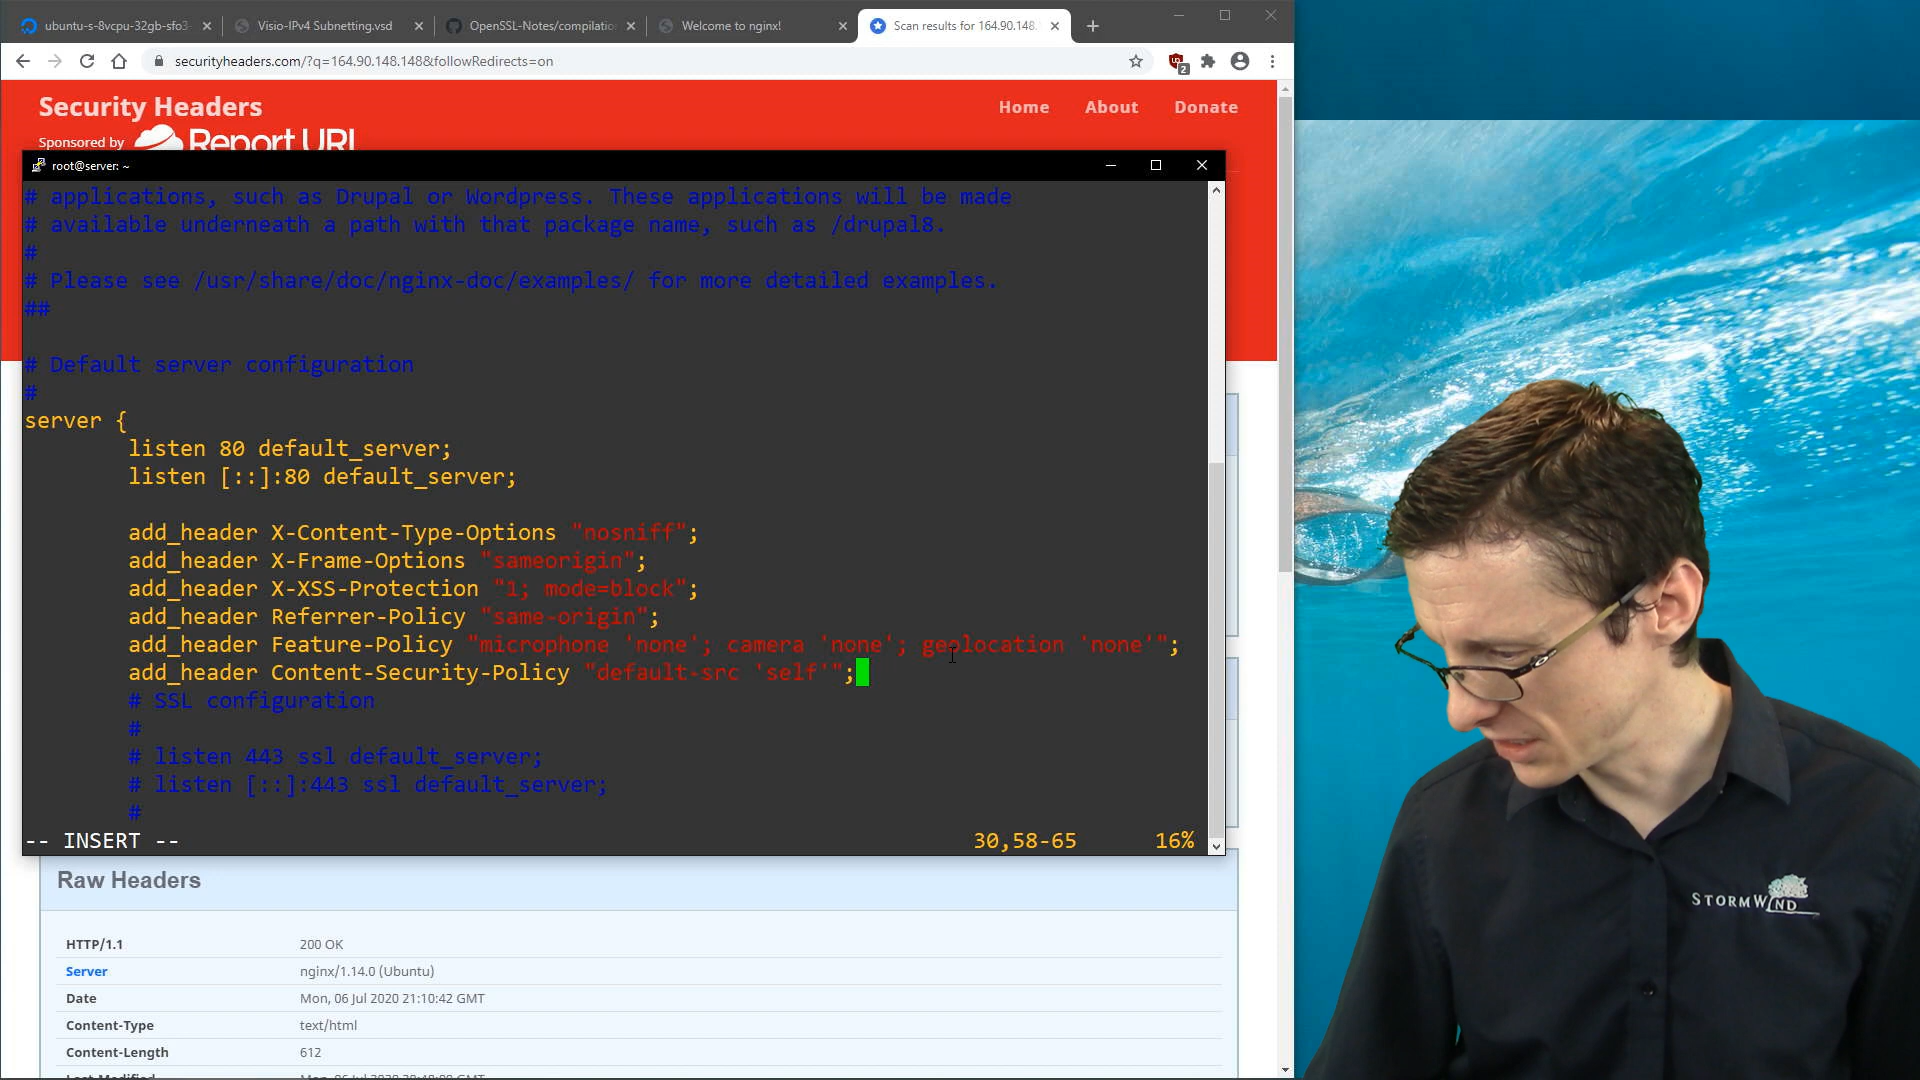 ubuntu-s-8vcpu-32gb-sfo3-
Visio-IPv4 Subnetting.vsd
OpenSSL-Notes/compilatio
Welcome to nginx!
Scan results for 164.90.148.
securityheaders.com/?q=164.90.148.148&followRedirects=on
2
Security Headers
Home
About
Donate
Sponsored by
Report URI
root@server: ~
# applications, such as Drupal or Wordpress. These applications will be made
# available underneath a path with that package name, such as /drupal8.
#
# Please see /usr/share/doc/nginx-doc/examples/ for more detailed examples.
##
# Default server configuration
#
server {
listen 80 default_server;
listen [::]:80 default_server;
add_header X-Content-Type-Options "nosniff";
add_header X-Frame-Options "sameorigin";
add_header X-XSS-Protection "1; mode=block";
add_header Referrer-Policy "same-origin";
add_header Feature-Policy "microphone 'none'; camera 'none'; geolocation 'none'";
add_header Content-Security-Policy "default-src 'self'";
# SSL configuration
#
# listen 443 ssl default_server;
# listen [::]:443 ssl default_server;
#
-- INSERT --
30,58-65
16%
Raw Headers
HTTP/1.1
200 OK
Server
nginx/1.14.0 (Ubuntu)
Date
Mon, 06 Jul 2020 21:10:42 GMT
Content-Type
text/html
Content-Length
612
STORMWIND